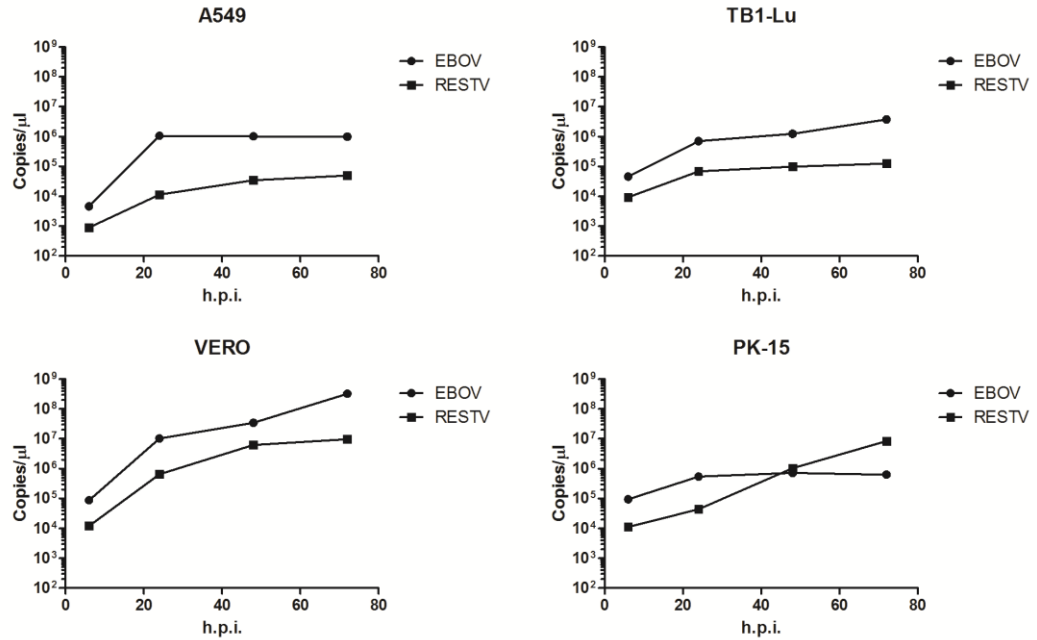 A549
Copies/µl
10⁹
10⁸
10⁷
10⁶
10⁵
10⁴
10³
10²
0 20 40 60 80
h.p.i.
EBOV
RESTV
TB1-Lu
Copies/µl
10⁹
10⁸
10⁷
10⁶
10⁵
10⁴
10³
10²
0 20 40 60 80
h.p.i.
EBOV
RESTV
VERO
Copies/µl
10⁹
10⁸
10⁷
10⁶
10⁵
10⁴
10³
10²
0 20 40 60 80
h.p.i.
EBOV
RESTV
PK-15
Copies/µl
10⁹
10⁸
10⁷
10⁶
10⁵
10⁴
10³
10²
0 20 40 60 80
h.p.i.
EBOV
RESTV